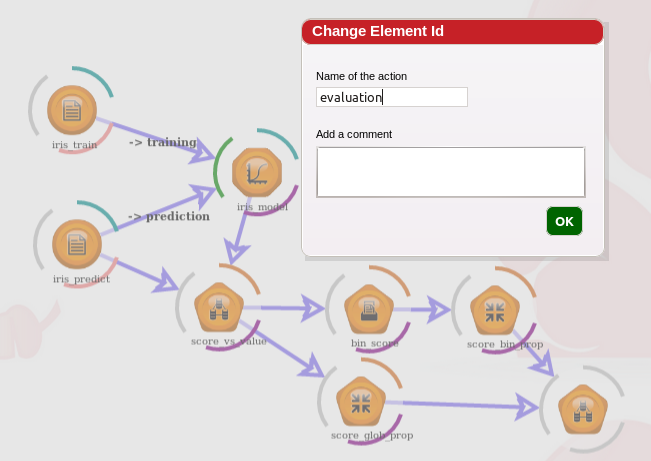 Change Element Id
Name of the action
evaluation
Add a comment
OK
iris_train
-> training
iris_model
-> prediction
iris_predict
score_vs_value
bin_score
score_bin_prop
score_glob_prop